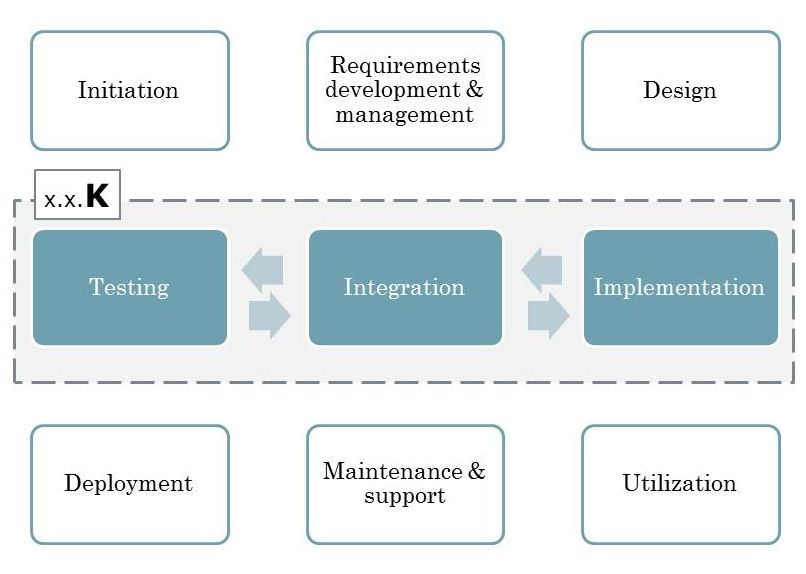 Initiation
Requirements
development &
management
Design
x.x.K
Testing
Integration
Implementation
Deployment
Maintenance &
support
Utilization